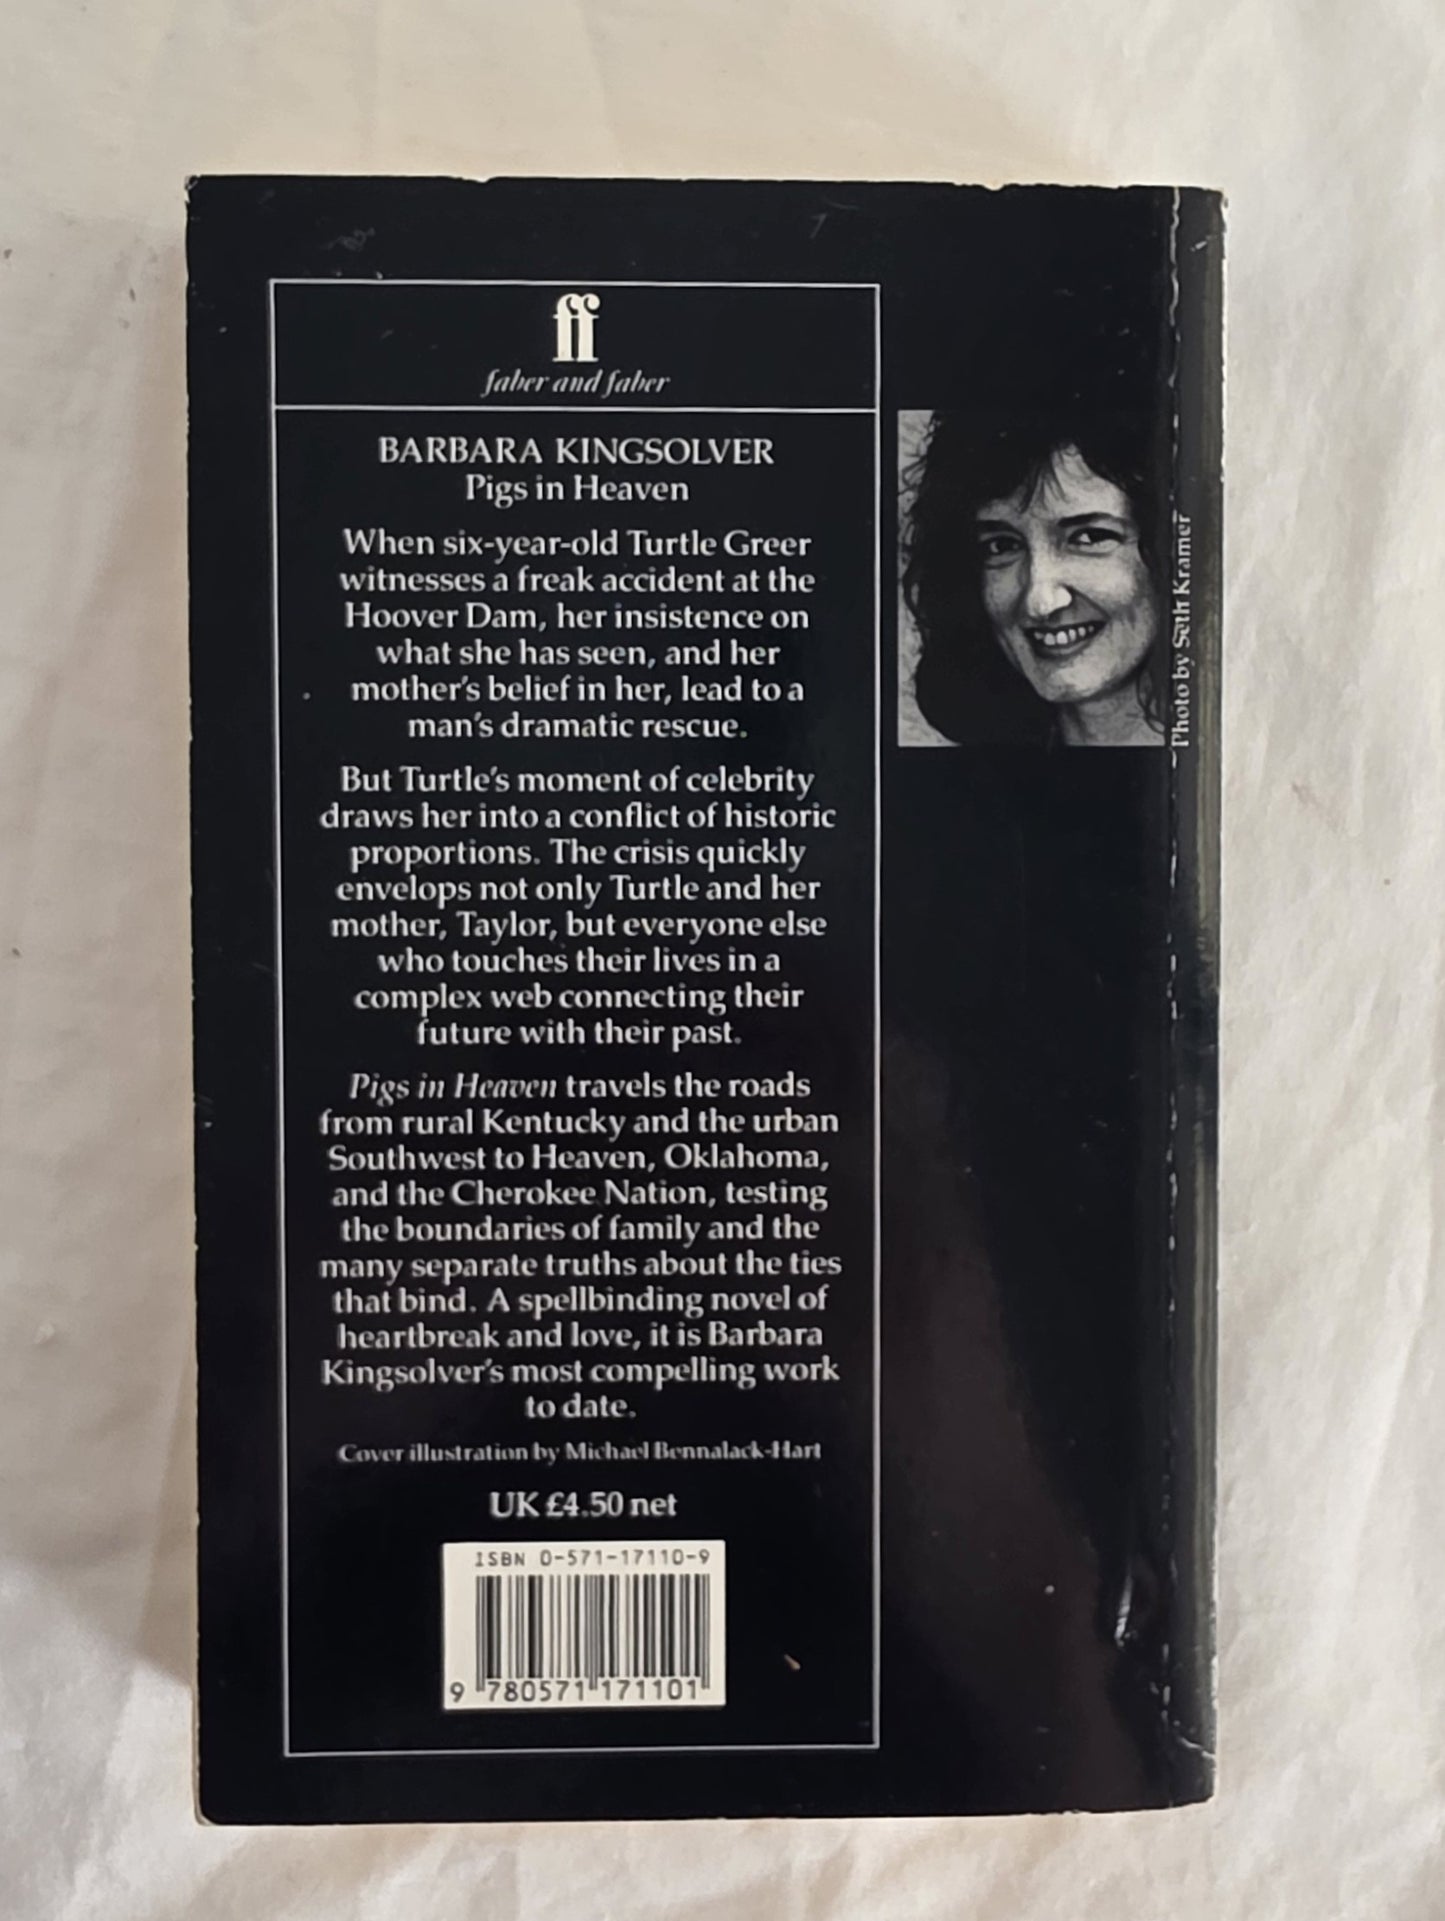 ff
faber and faber
BARBARA KINGSOLVER
Pigs in Heaven
When six-year-old Turtle Greer
witnesses a freak accident at the
Hoover Dam, her insistence on
what she has seen, and her
mother's belief in her, lead to a
man's dramatic rescue.
But Turtle's moment of celebrity
draws her into a conflict of historic
proportions. The crisis quickly
envelops not only Turtle and her
mother, Taylor, but everyone else
who touches their lives in a
complex web connecting their
future with their past.
Pigs in Heaven travels the roads
from rural Kentucky and the urban
Southwest to Heaven, Oklahoma,
and the Cherokee Nation, testing
the boundaries of family and the
many separate truths about the ties
that bind. A spellbinding novel of
heartbreak and love, it is Barbara
Kingsolver's most compelling work
to date.
Cover illustration by Michael Bennalack-Hart
UK £4.50 net
ISBN 0-571-17110-9
9 780571 171101
Photo by Seth Kramer